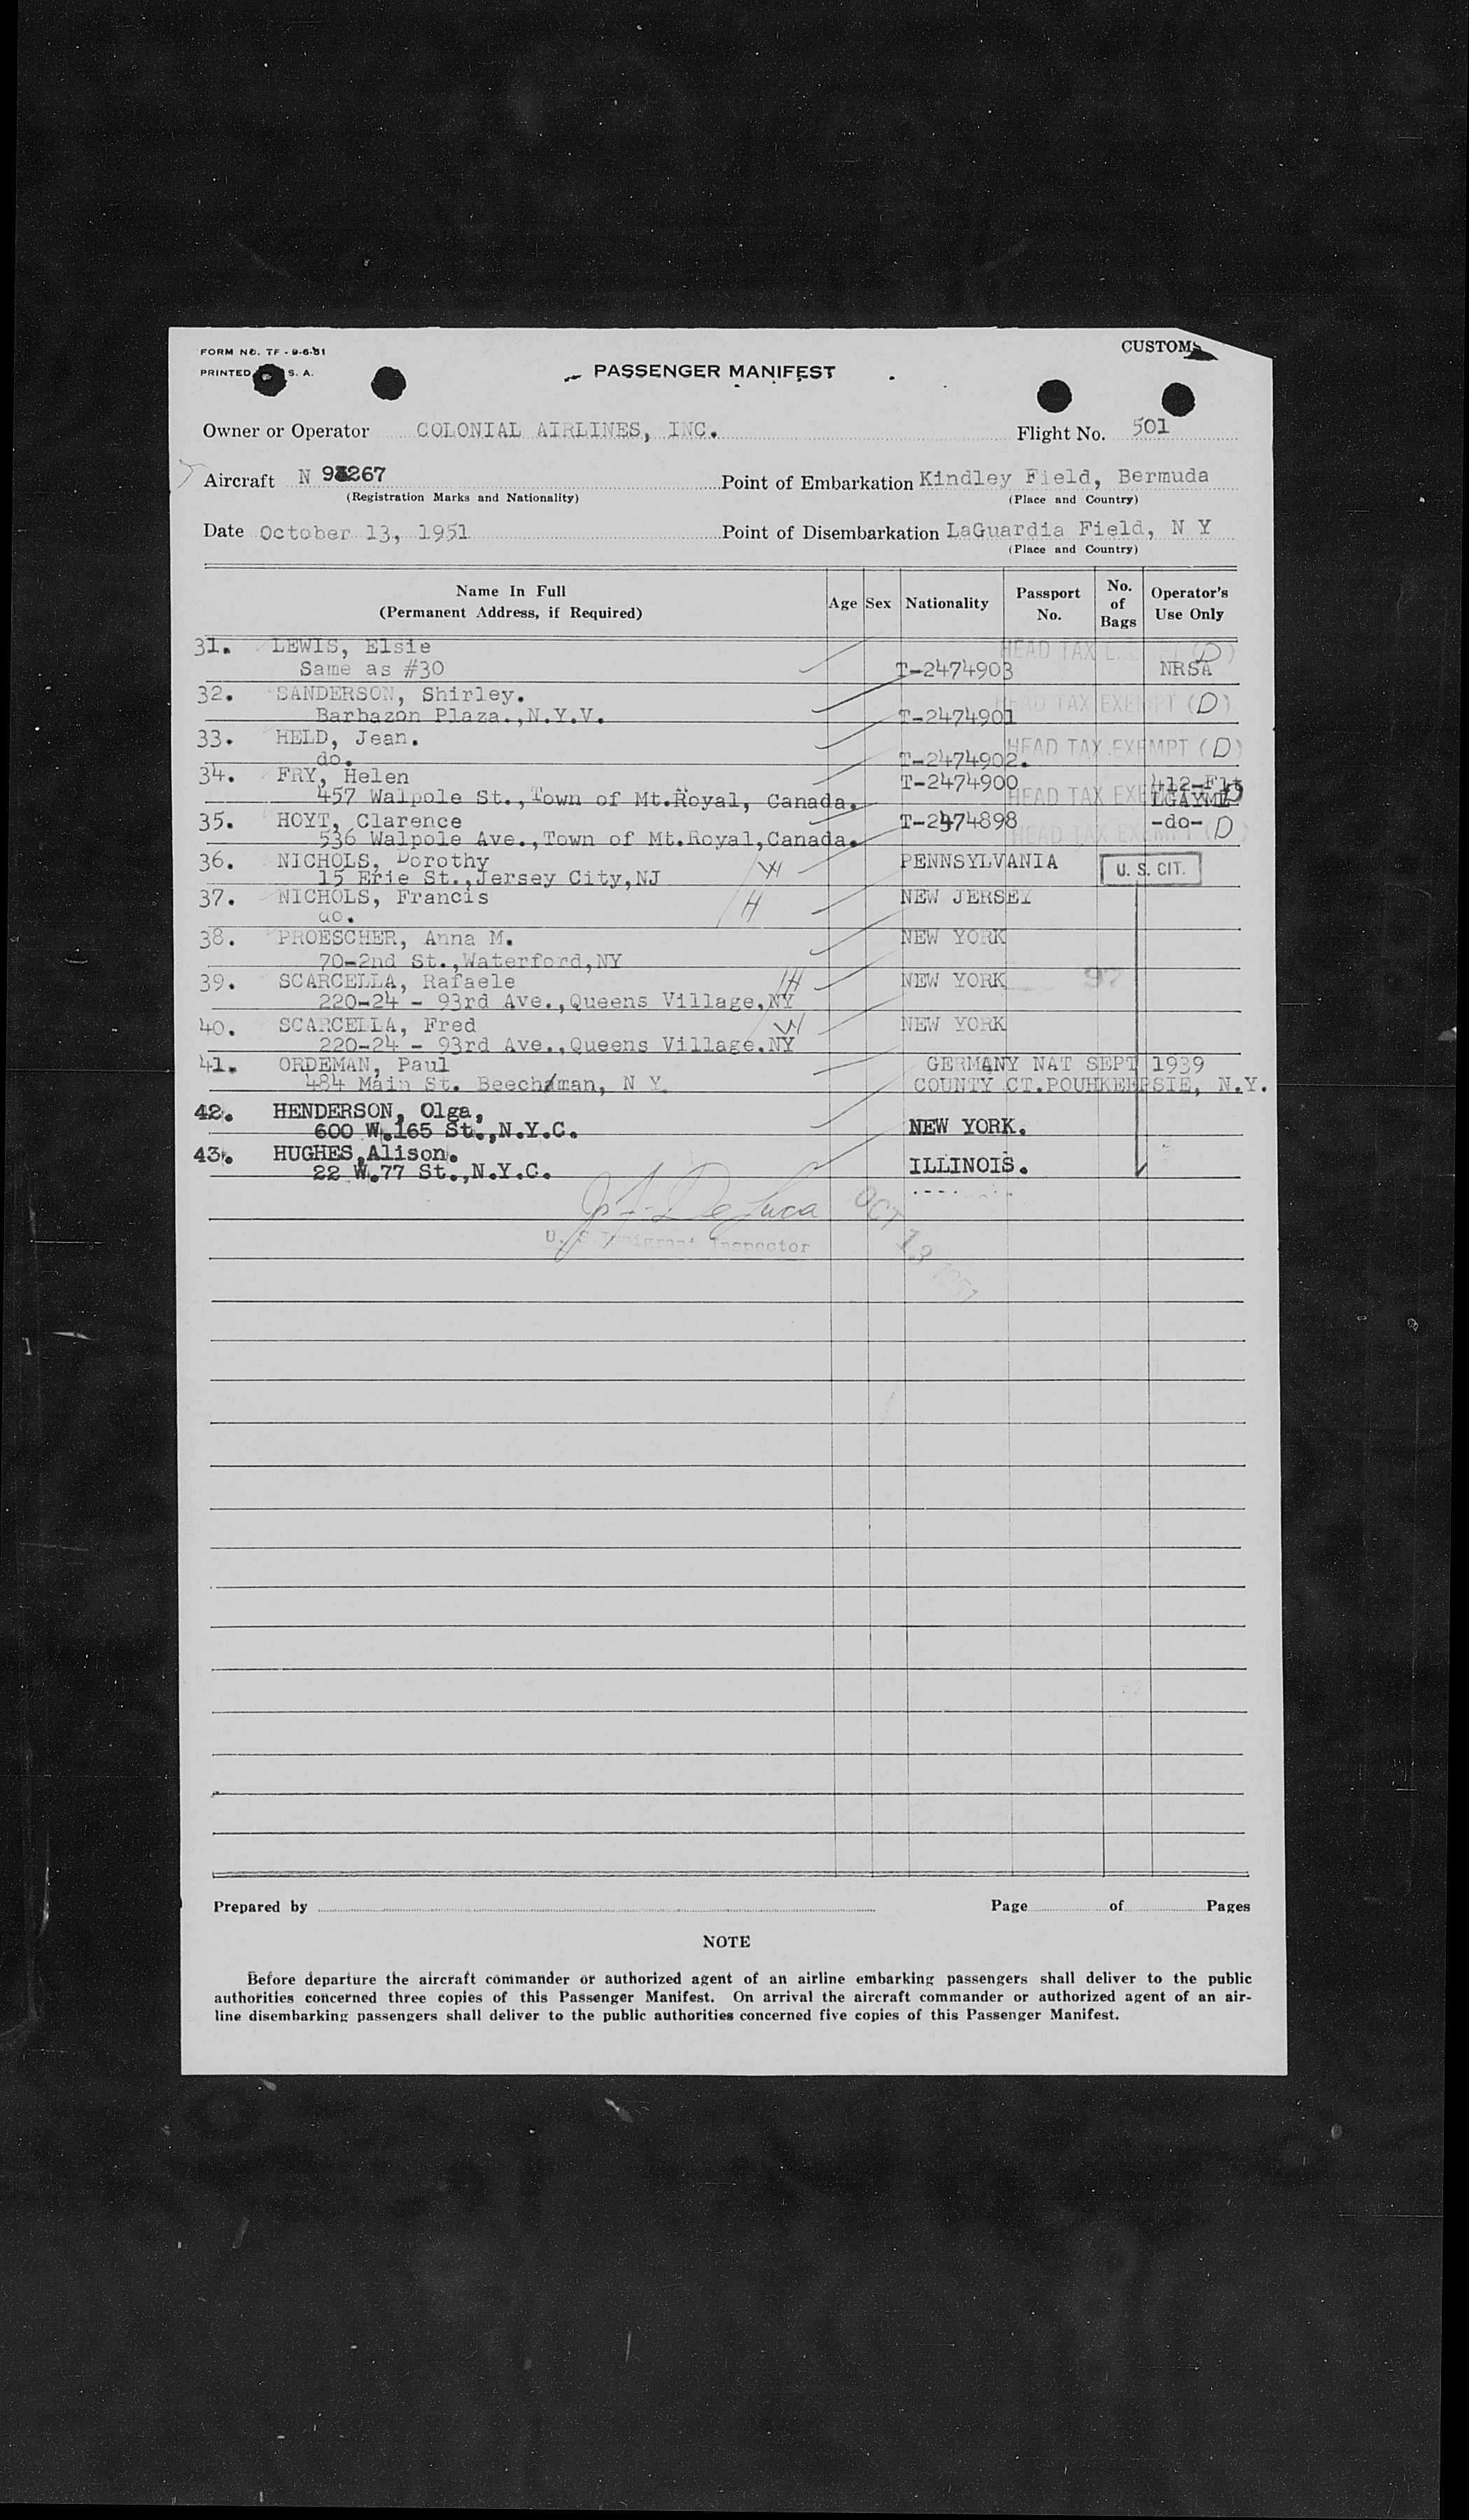 FORM NO. TF - 9-6-51
CUSTOMS
PRINTED S. A.
PASSENGER MANIFEST
Owner or Operator COLONIAL AIRLINES, INC. Flight No. 501
Aircraft N 267 Point of Embarkation Kindley Field, Bermuda
(Registration Marks and Nationality) (Place and Country)
Date October 13, 1951 Point of Disembarkation LaGuardia Field, N Y
(Place and Country)
Name In Full (Permanent Address, if Required) Age Sex Nationality Passport No. No. of Bags Operator's Use Only
31. LEWIS, Elsie HEAD TAX (D)
Same as #30 T-2474903 NRSA
32. SANDERSON, Shirley. HEAD TAX EXEMPT (D)
Barbazon Plaza.,N.Y.V. T-2474901
33. HELD, Jean. HEAD TAX EXEMPT (D)
do. T-2474902.
34. FRY, Helen T-2474900 412-Flt
457 Walpole St.,Town of Mt.Royal, Canada. HEAD TAX EXE LGAYML D
35. HOYT, Clarence T-2974898 -do- D
536 Walpole Ave.,Town of Mt.Royal,Canada. HEAD TAX EXEMPT
36. NICHOLS, Dorothy W PENNSYLVANIA U. S. CIT.
15 Erie St.,Jersey City,NJ
37. NICHOLS, Francis H NEW JERSEY
do.
38. PROESCHER, Anna M. NEW YORK
70-2nd St.,Waterford,NY
39. SCARCELLA, Rafaele H NEW YORK 97
220-24 - 93rd Ave.,Queens Village,NY
40. SCARCELLA, Fred W NEW YORK
220-24 - 93rd Ave.,Queens Village.NY
41. ORDEMAN, Paul GERMANY NAT SEPT 1939
484 Main St. Beech/man, N Y. COUNTY CT.POUHKEEPSIE, N.Y.
42. HENDERSON, Olga,
600 W.165 St.,N.Y.C. NEW YORK.
43. HUGHES,Alison.
22 W.77 St.,N.Y.C. ILLINOIS.
De Luca OCT 13 1951
U. S Immigrant Inspector
Prepared by Page of Pages
NOTE
Before departure the aircraft commander or authorized agent of an airline embarking passengers shall deliver to the public
authorities concerned three copies of this Passenger Manifest. On arrival the aircraft commander or authorized agent of an air-
line disembarking passengers shall deliver to the public authorities concerned five copies of this Passenger Manifest.